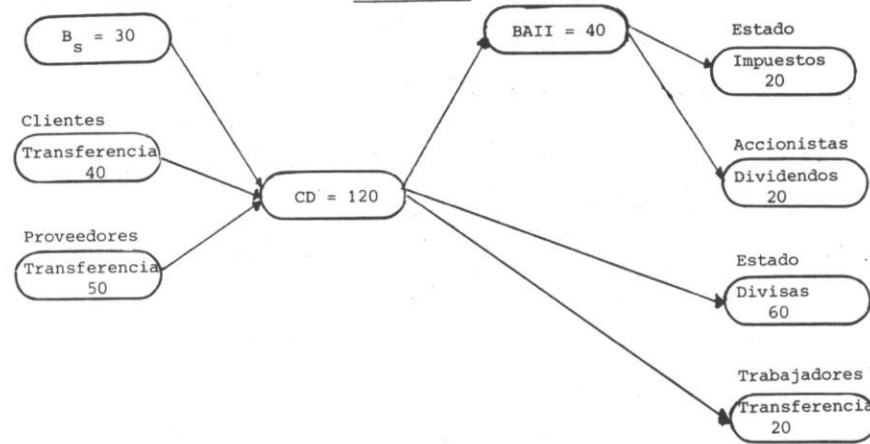 B_s = 30
BAII = 40
Estado
Impuestos
20
Clientes
Transferencia
40
Accionistas
Dividendos
20
CD = 120
Proveedores
Transferencia
50
Estado
Divisas
60
Trabajadores
Transferencia
20